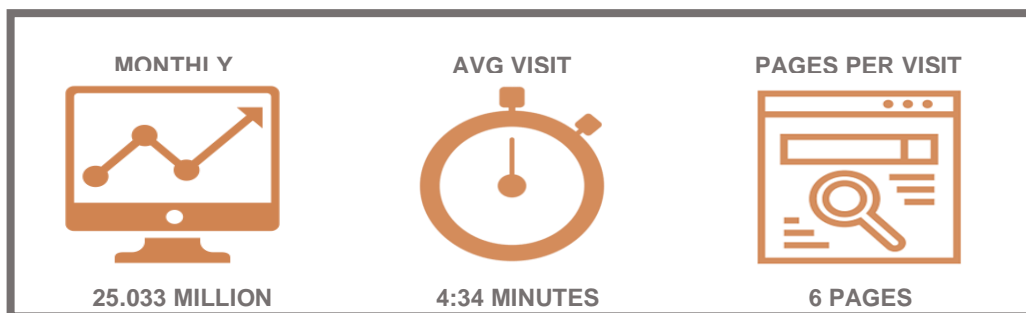 MONTHLY
AVG VISIT
PAGES PER VISIT
25.033 MILLION
4:34 MINUTES
6 PAGES